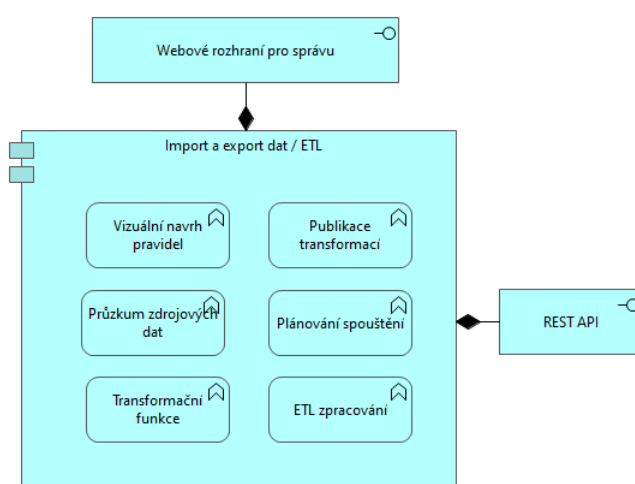 Webové rozhraní pro správu
Import a export dat / ETL
Vizuální navrh
pravidel
Publikace
transformací
Průzkum zdrojových
dat
Plánování spouštění
REST API
Transformační
funkce
ETL zpracování